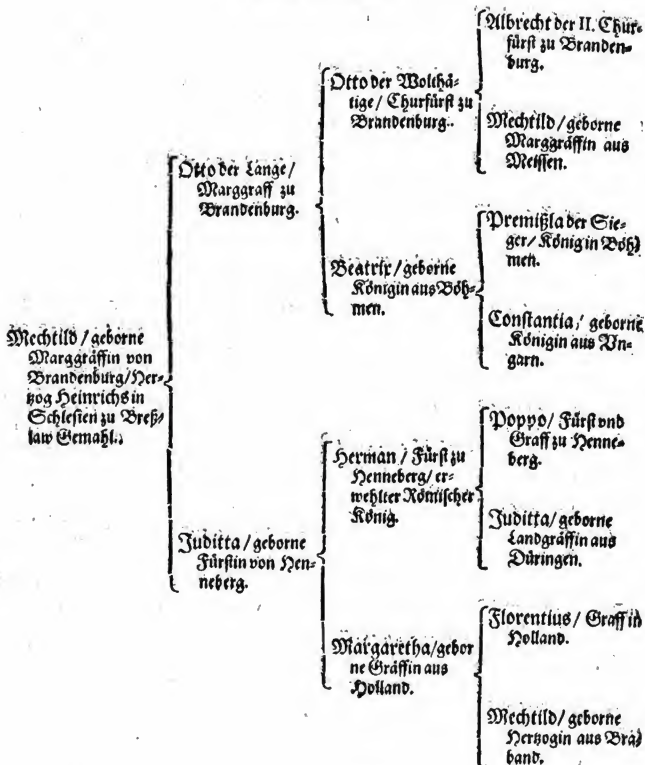 Mechtild / geborne
Marggräffin von
Brandenburg/Her-
tzog Heinrichs in
Schlesien zu Breß-
law Gemahl.
Otto der Lange /
Marggraff zu
Brandenburg.
Juditta / geborne
Fürstin von Hen-
neberg.
Otto der Wolthä-
tige / Churfürst zu
Brandenburg.
Beatrix / geborne
Königin aus Böh-
men.
Herman / Fürst zu
Henneberg / er-
wehlter Römischer
König.
Margaretha/gebor
ne Gräffin aus
Holland.
Albrecht der II. Chur-
fürst zu Branden-
burg.
Mechtild / geborne
Marggräffin aus
Meissen.
Premißla der Sie-
ger / König in Böh-
men.
Constantia / geborne
Königin aus Vn-
garn.
Poppo / Fürst vnd
Graff zu Henne-
berg.
Juditta / geborne
Landgräffin aus
Düringen.
Florentius / Graff in
Holland.
Mechtild / geborne
Hertzogin aus Bra-
band.